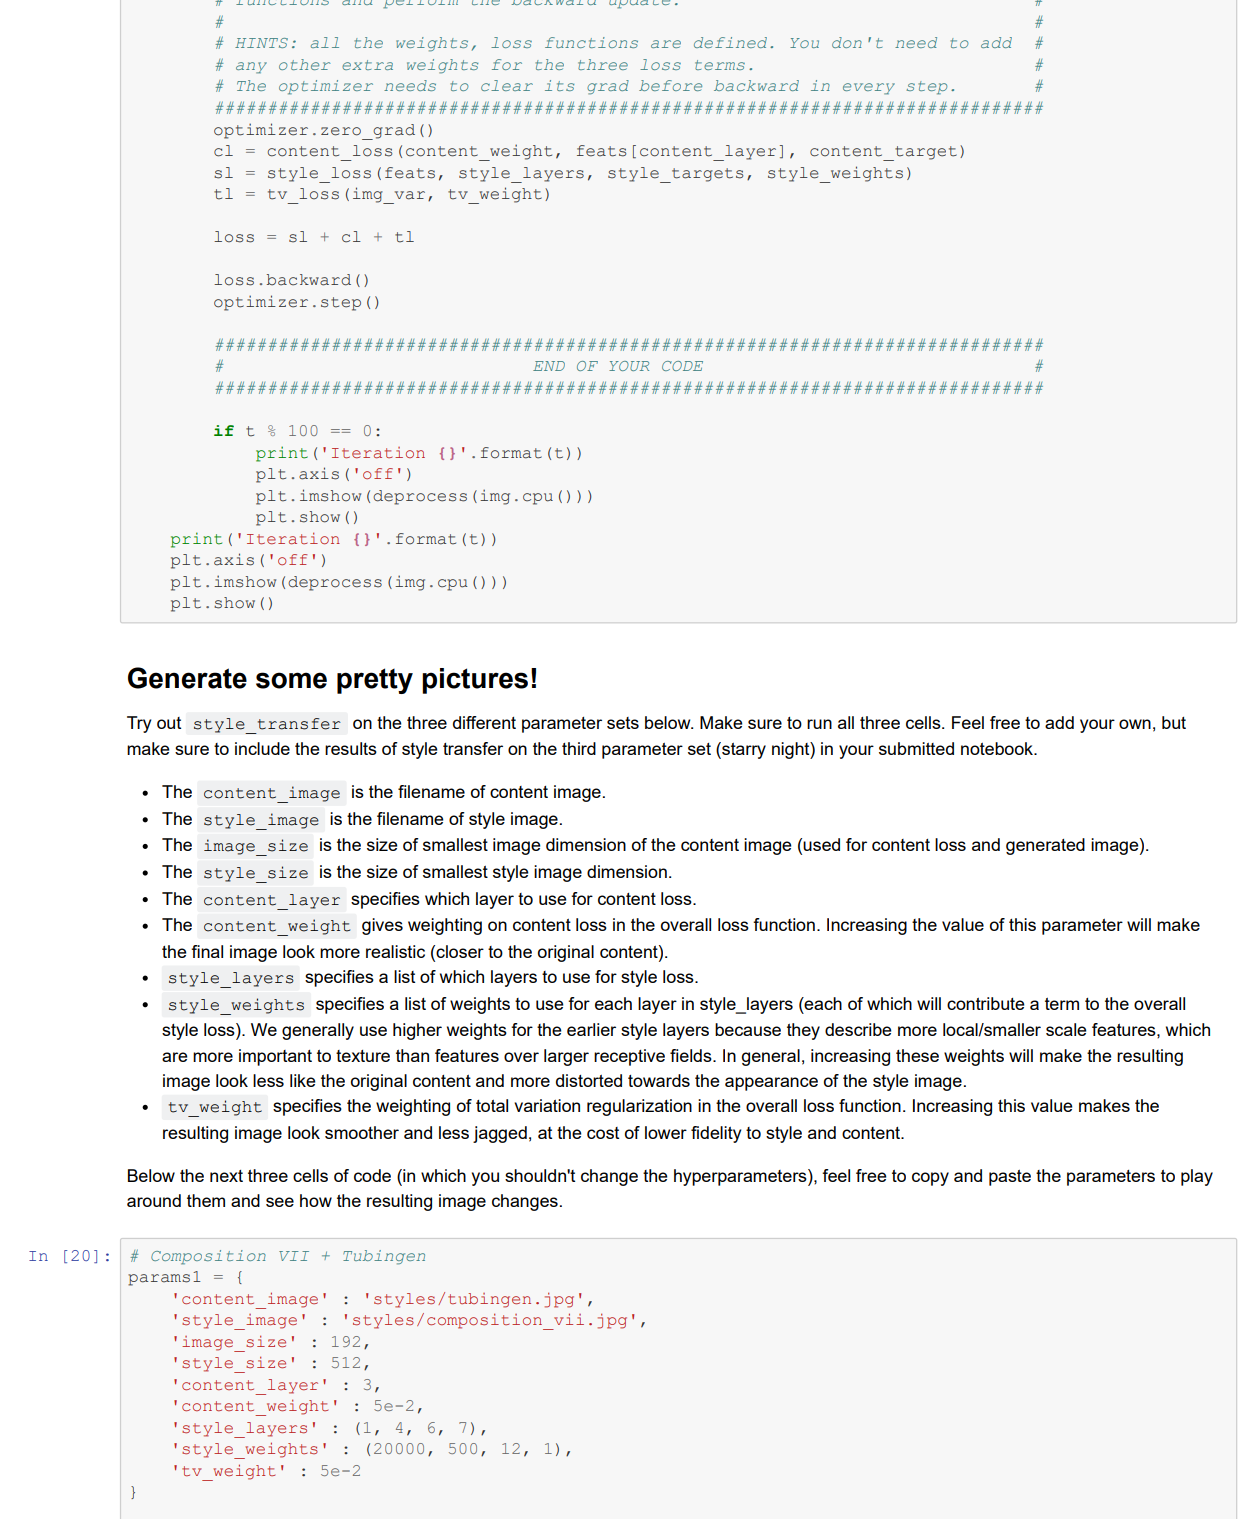 # functions and perform the backward update. #
# #
# HINTS: all the weights, loss functions are defined. You don't need to add #
# any other extra weights for the three loss terms. #
# The optimizer needs to clear its grad before backward in every step. #
##############################################################################
optimizer.zero_grad()
cl = content_loss(content_weight, feats[content_layer], content_target)
sl = style_loss(feats, style_layers, style_targets, style_weights)
tl = tv_loss(img_var, tv_weight)
loss = sl + cl + tl
loss.backward()
optimizer.step()
##############################################################################
# END OF YOUR CODE #
##############################################################################
if t % 100 == 0:
print('Iteration {}'.format(t))
plt.axis('off')
plt.imshow(deprocess(img.cpu()))
plt.show()
print('Iteration {}'.format(t))
plt.axis('off')
plt.imshow(deprocess(img.cpu()))
plt.show()
Generate some pretty pictures!
Try out style_transfer on the three different parameter sets below. Make sure to run all three cells. Feel free to add your own, but
make sure to include the results of style transfer on the third parameter set (starry night) in your submitted notebook.
• The content_image is the filename of content image.
• The style_image is the filename of style image.
• The image_size is the size of smallest image dimension of the content image (used for content loss and generated image).
• The style_size is the size of smallest style image dimension.
• The content_layer specifies which layer to use for content loss.
• The content_weight gives weighting on content loss in the overall loss function. Increasing the value of this parameter will make
the final image look more realistic (closer to the original content).
• style_layers specifies a list of which layers to use for style loss.
• style_weights specifies a list of weights to use for each layer in style_layers (each of which will contribute a term to the overall
style loss). We generally use higher weights for the earlier style layers because they describe more local/smaller scale features, which
are more important to texture than features over larger receptive fields. In general, increasing these weights will make the resulting
image look less like the original content and more distorted towards the appearance of the style image.
• tv_weight specifies the weighting of total variation regularization in the overall loss function. Increasing this value makes the
resulting image look smoother and less jagged, at the cost of lower fidelity to style and content.
Below the next three cells of code (in which you shouldn't change the hyperparameters), feel free to copy and paste the parameters to play
around them and see how the resulting image changes.
In [20]: # Composition VII + Tubingen
params1 = {
'content_image' : 'styles/tubingen.jpg',
'style_image' : 'styles/composition_vii.jpg',
'image_size' : 192,
'style_size' : 512,
'content_layer' : 3,
'content_weight' : 5e-2,
'style_layers' : (1, 4, 6, 7),
'style_weights' : (20000, 500, 12, 1),
'tv_weight' : 5e-2
}